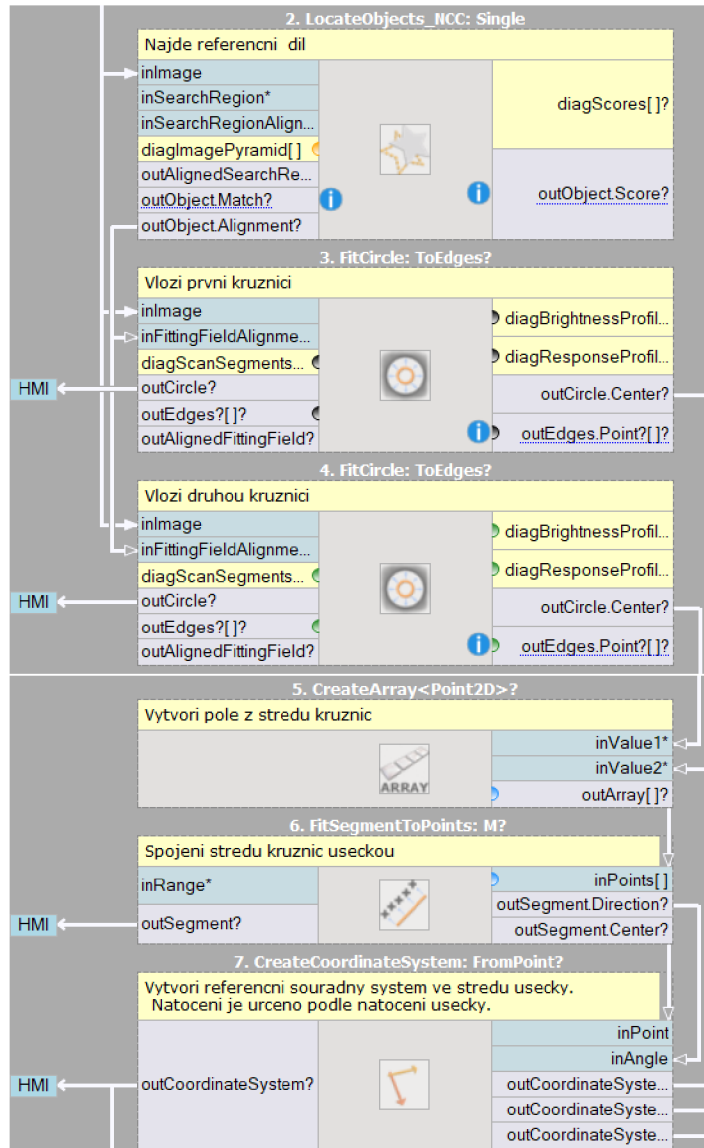 2. LocateObjects_NCC: Single
Najde referencni dil
inImage
inSearchRegion*
inSearchRegionAlign...
diagImagePyramid[]
outAlignedSearchRe...
outObject.Match?
outObject.Alignment?
diagScores[]?
outObject.Score?
3. FitCircle: ToEdges?
Vlozi prvni kruznici
inImage
inFittingFieldAlignme...
diagScanSegments...
outCircle?
outEdges?[]?
outAlignedFittingField?
diagBrightnessProfil...
diagResponseProfil...
outCircle.Center?
outEdges.Point?[]?
HMI
4. FitCircle: ToEdges?
Vlozi druhou kruznici
inImage
inFittingFieldAlignme...
diagScanSegments...
outCircle?
outEdges?[]?
outAlignedFittingField?
diagBrightnessProfil...
diagResponseProfil...
outCircle.Center?
outEdges.Point?[]?
HMI
5. CreateArray<Point2D>?
Vytvori pole z stredu kruznic
ARRAY
inValue1*
inValue2*
outArray[]?
6. FitSegmentToPoints: M?
Spojeni stredu kruznic useckou
inRange*
outSegment?
inPoints[]
outSegment.Direction?
outSegment.Center?
HMI
7. CreateCoordinateSystem: FromPoint?
Vytvori referencni souradny system ve stredu usecky.
Natoceni je urceno podle natoceni usecky.
outCoordinateSystem?
inPoint
inAngle
outCoordinateSyste...
outCoordinateSyste...
outCoordinateSyste...
HMI